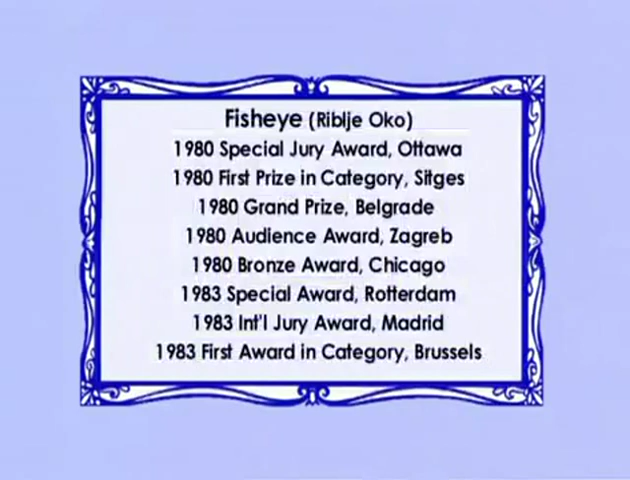 Fisheye (Riblje Oko)
1980 Special Jury Award, Ottawa
1980 First Prize in Category, Sitges
1980 Grand Prize, Belgrade
1980 Audience Award, Zagreb
1980 Bronze Award, Chicago
1983 Special Award, Rotterdam
1983 Int'l Jury Award, Madrid
1983 First Award in Category, Brussels